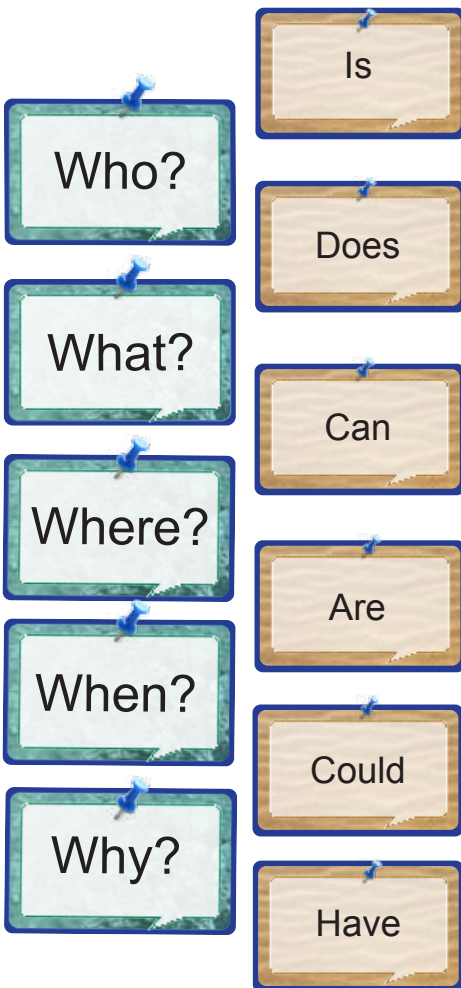 Who?
What?
Where?
When?
Why?
Is
Does
Can
Are
Could
Have